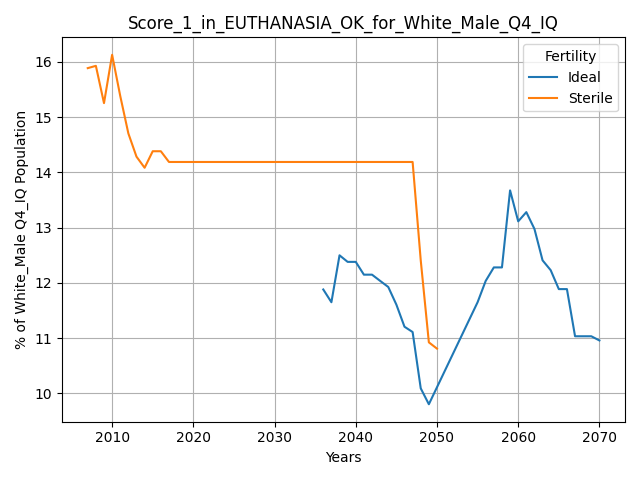 Score_1_in_EUTHANASIA_OK_for_White_Male_Q4_IQ
Fertility
Ideal
Sterile
% of White_Male Q4_IQ Population
16
15
14
13
12
11
10
2010 2020 2030 2040 2050 2060 2070
Years